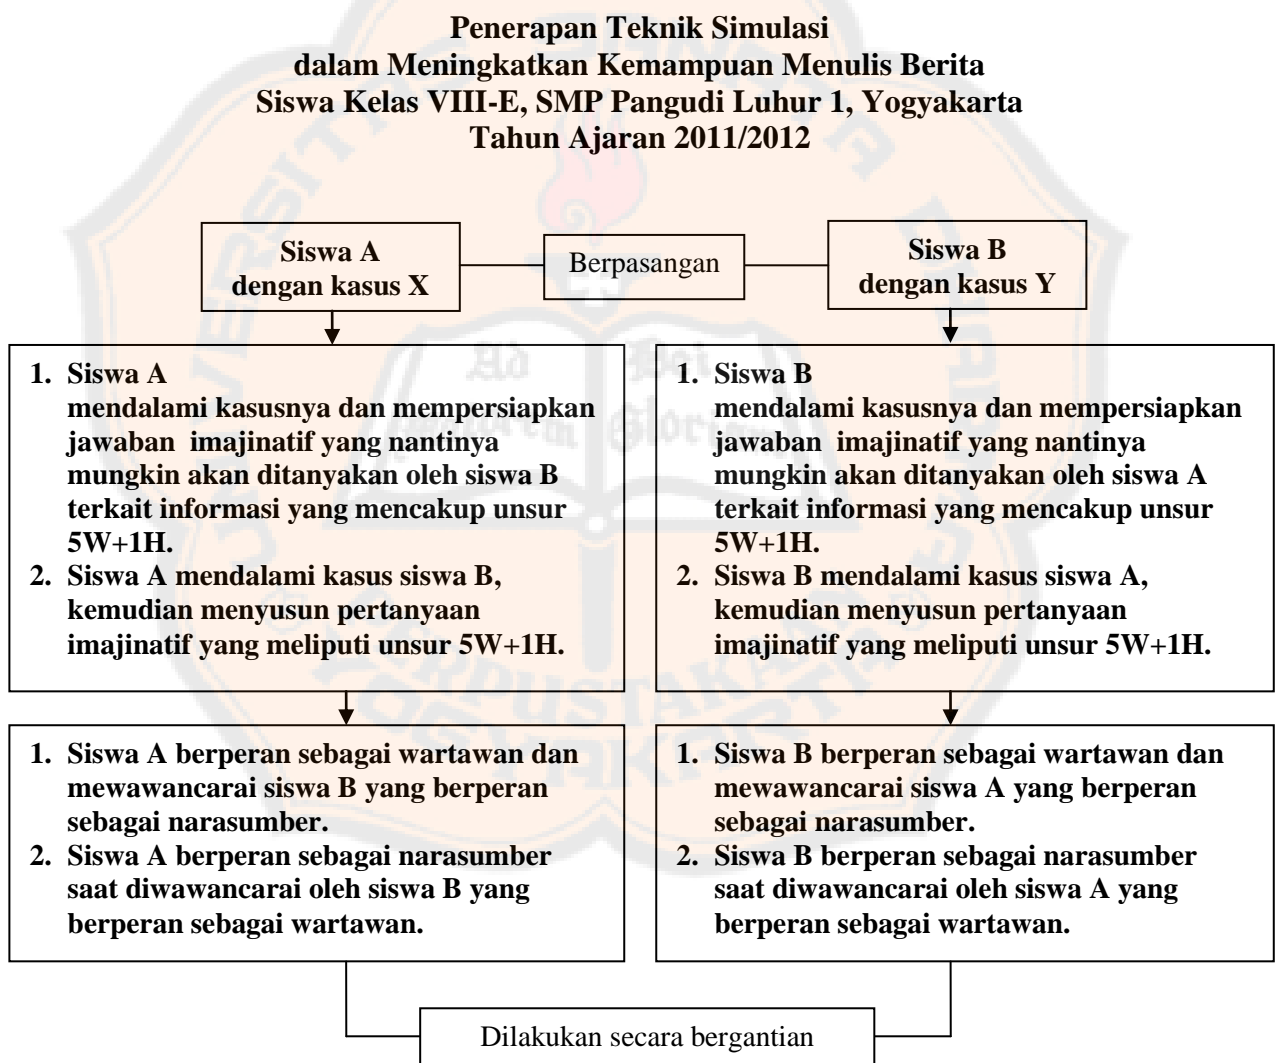 Penerapan Teknik Simulasi
dalam Meningkatkan Kemampuan Menulis Berita
Siswa Kelas VIII-E, SMP Pangudi Luhur 1, Yogyakarta
Tahun Ajaran 2011/2012
Siswa A
dengan kasus X
Berpasangan
Siswa B
dengan kasus Y
1. Siswa A
mendalami kasusnya dan mempersiapkan
jawaban imajinatif yang nantinya
mungkin akan ditanyakan oleh siswa B
terkait informasi yang mencakup unsur
5W+1H.
2. Siswa A mendalami kasus siswa B,
kemudian menyusun pertanyaan
imajinatif yang meliputi unsur 5W+1H.
1. Siswa B
mendalami kasusnya dan mempersiapkan
jawaban imajinatif yang nantinya
mungkin akan ditanyakan oleh siswa A
terkait informasi yang mencakup unsur
5W+1H.
2. Siswa B mendalami kasus siswa A,
kemudian menyusun pertanyaan
imajinatif yang meliputi unsur 5W+1H.
1. Siswa A berperan sebagai wartawan dan
mewawancarai siswa B yang berperan
sebagai narasumber.
2. Siswa A berperan sebagai narasumber
saat diwawancarai oleh siswa B yang
berperan sebagai wartawan.
1. Siswa B berperan sebagai wartawan dan
mewawancarai siswa A yang berperan
sebagai narasumber.
2. Siswa B berperan sebagai narasumber
saat diwawancarai oleh siswa A yang
berperan sebagai wartawan.
Dilakukan secara bergantian
UNIVERSITAS SANATA DHARMA
Ad Dei
Gloriam
PERPUSTAKAAN
YOGYAKARTA